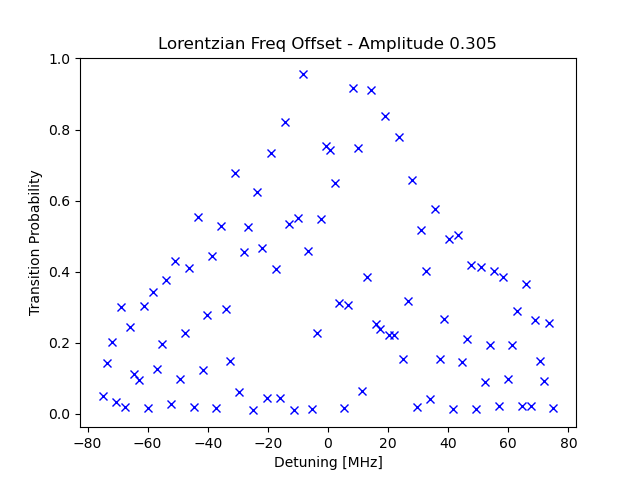 Lorentzian Freq Offset - Amplitude 0.305
Transition Probability
1.0
0.8
0.6
0.4
0.2
0.0
−80 −60 −40 −20 0 20 40 60 80
Detuning [MHz]